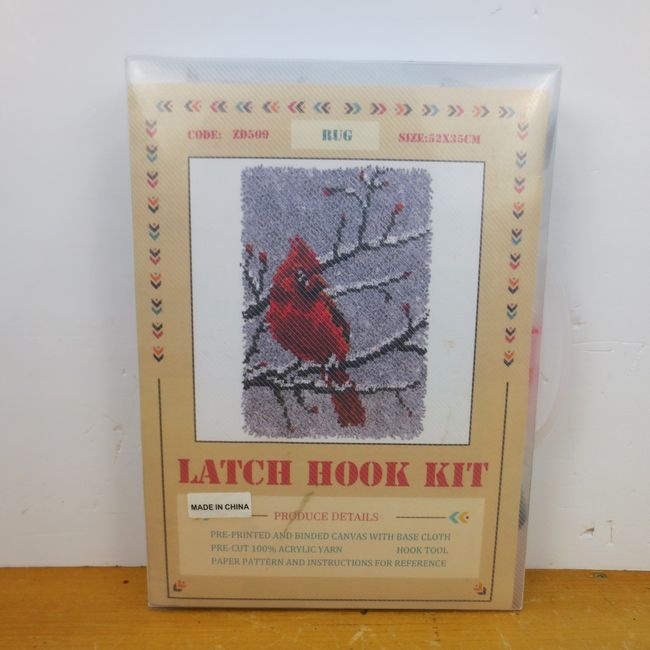 CODE: ZD509
RUG
SIZE:52X35CM
LATCH HOOK KIT
MADE IN CHINA
PRODUCE DETAILS
PRE-PRINTED AND BINDED CANVAS WITH BASE CLOTH
PRE-CUT 100% ACRYLIC YARN HOOK TOOL
PAPER PATTERN AND INSTRUCTIONS FOR REFERENCE